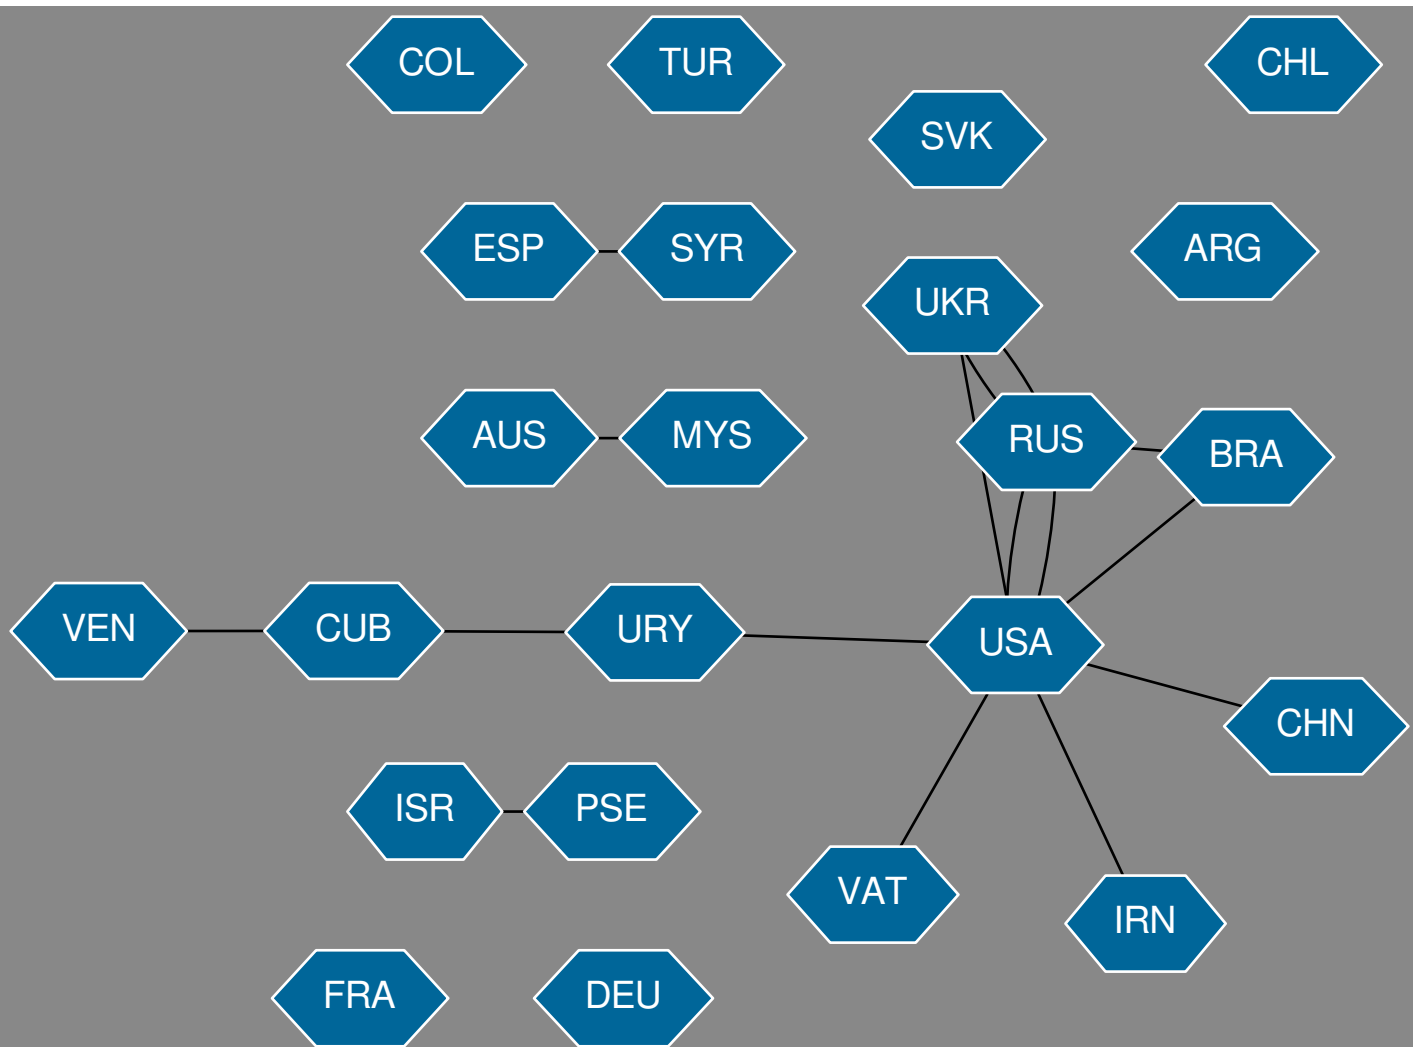 COL
TUR
CHL
SVK
ESP
SYR
ARG
UKR
AUS
MYS
RUS
BRA
VEN
CUB
URY
USA
CHN
ISR
PSE
VAT
IRN
FRA
DEU